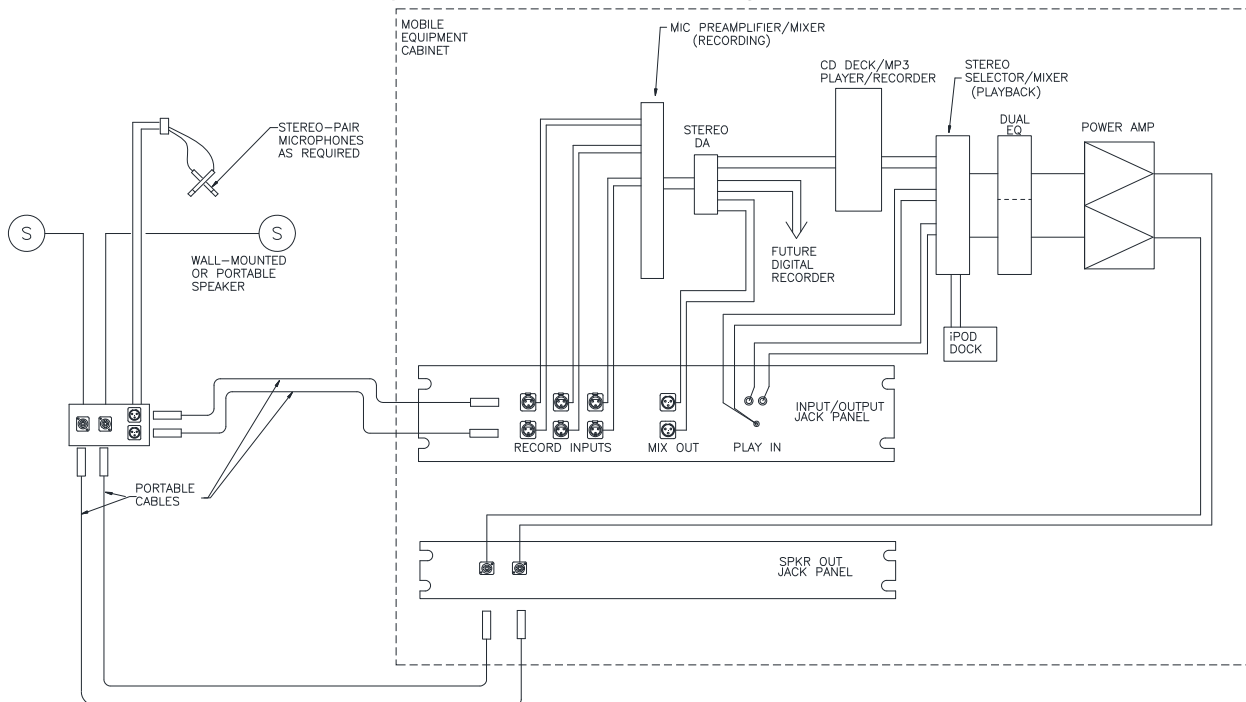 MOBILE
EQUIPMENT
CABINET
MIC PREAMPLIFIER/MIXER
(RECORDING)
CD DECK/MP3
PLAYER/RECORDER
STEREO
SELECTOR/MIXER
(PLAYBACK)
DUAL
EQ
POWER AMP
STEREO
DA
STEREO-PAIR
MICROPHONES
AS REQUIRED
S
S
WALL-MOUNTED
OR PORTABLE
SPEAKER
FUTURE
DIGITAL
RECORDER
iPOD
DOCK
INPUT/OUTPUT
JACK PANEL
RECORD INPUTS
MIX OUT
PLAY IN
PORTABLE
CABLES
SPKR OUT
JACK PANEL